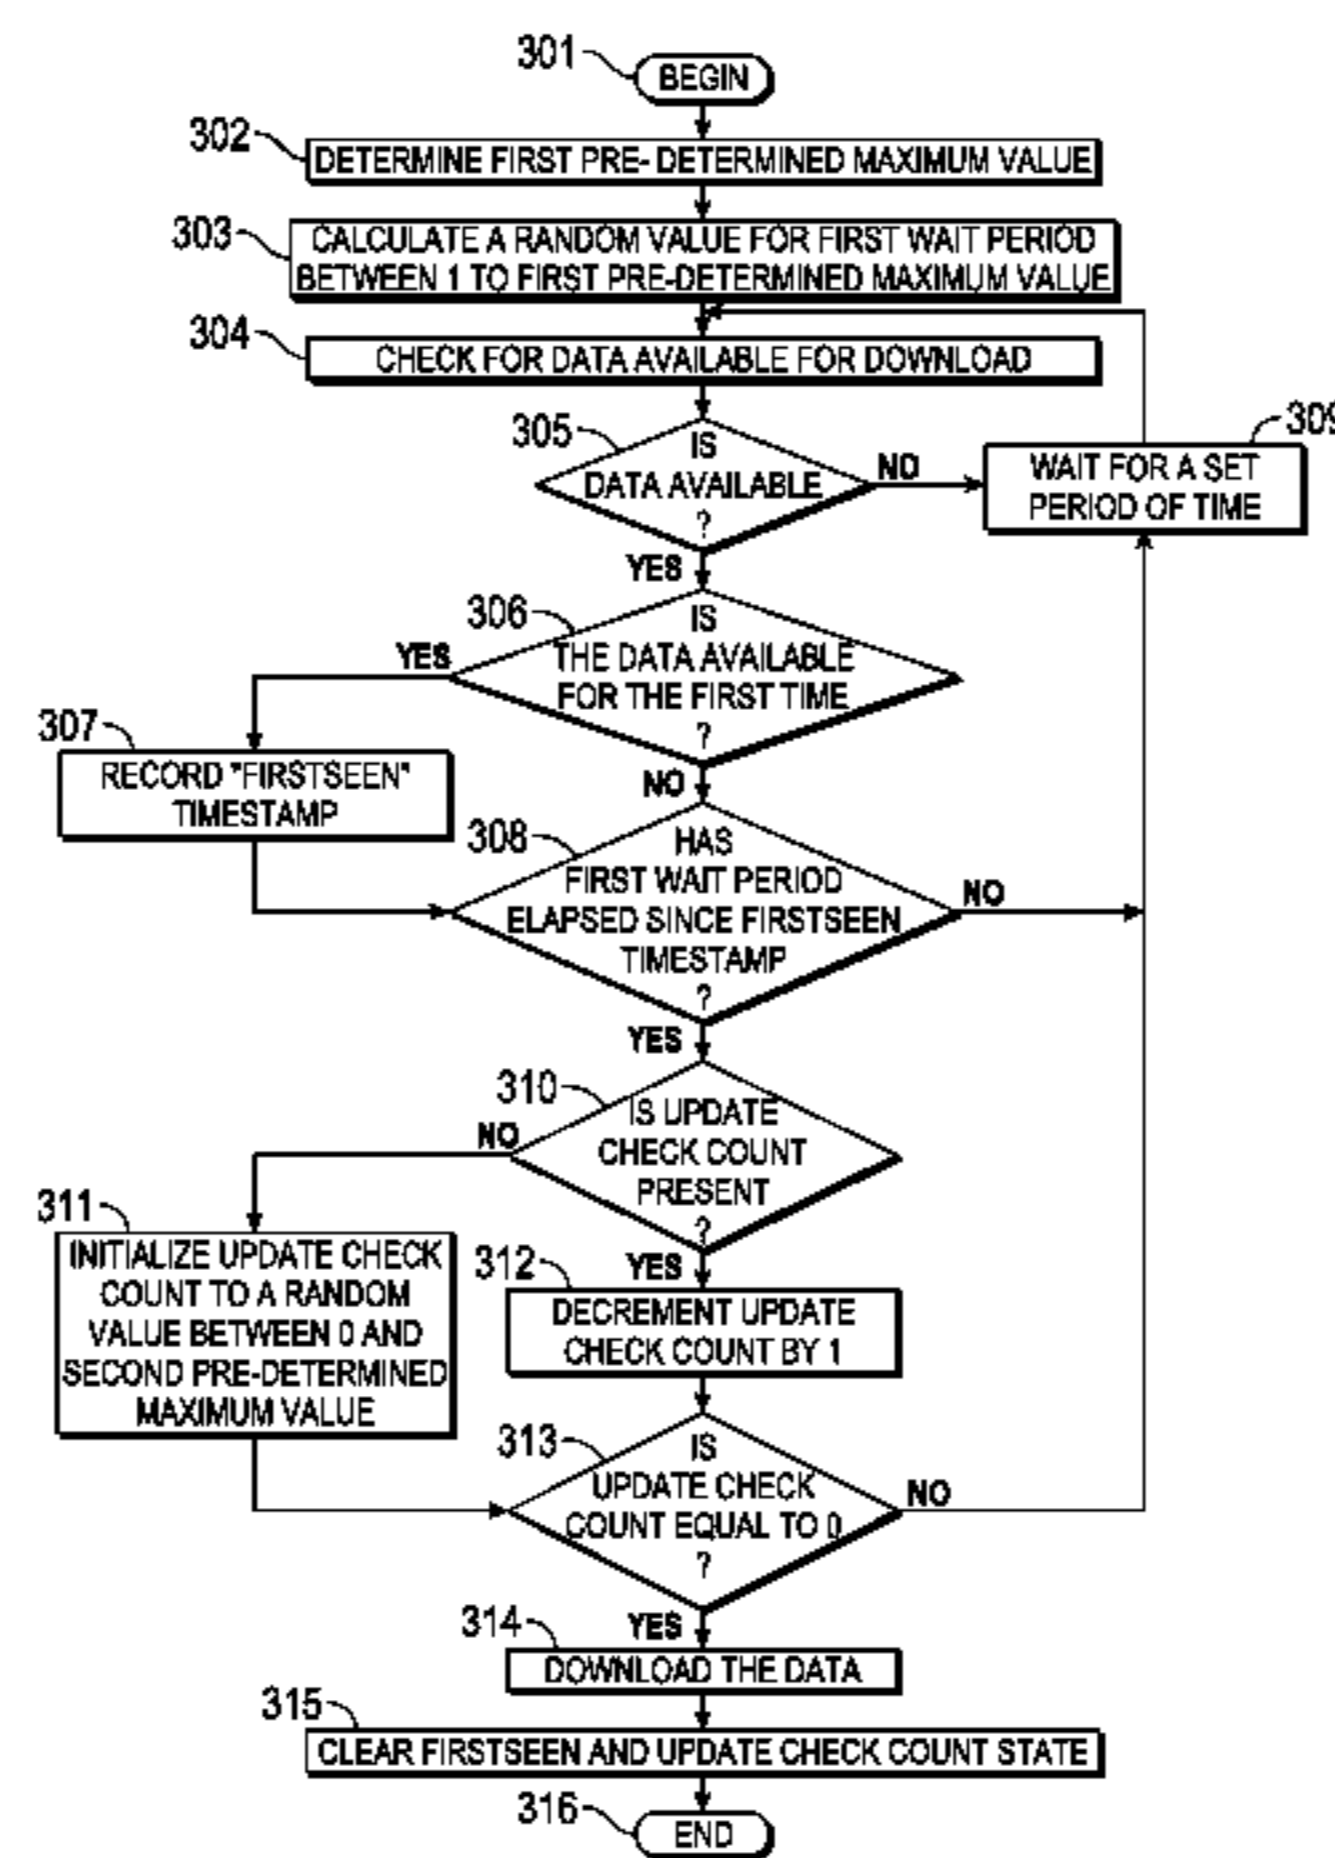 301
BEGIN
302
DETERMINE FIRST PRE- DETERMINED MAXIMUM VALUE
303
CALCULATE A RANDOM VALUE FOR FIRST WAIT PERIOD
BETWEEN 1 TO FIRST PRE-DETERMINED MAXIMUM VALUE
304
CHECK FOR DATA AVAILABLE FOR DOWNLOAD
305
IS
DATA AVAILABLE
?
NO
309
WAIT FOR A SET
PERIOD OF TIME
YES
306
IS
THE DATA AVAILABLE
FOR THE FIRST TIME
?
YES
307
RECORD "FIRSTSEEN"
TIMESTAMP
NO
308
HAS
FIRST WAIT PERIOD
ELAPSED SINCE FIRSTSEEN
TIMESTAMP
?
NO
YES
310
IS UPDATE
CHECK COUNT
PRESENT
?
NO
311
INITIALIZE UPDATE CHECK
COUNT TO A RANDOM
VALUE BETWEEN 0 AND
SECOND PRE-DETERMINED
MAXIMUM VALUE
YES
312
DECREMENT UPDATE
CHECK COUNT BY 1
313
IS
UPDATE CHECK
COUNT EQUAL TO 0
?
NO
YES
314
DOWNLOAD THE DATA
315
CLEAR FIRSTSEEN AND UPDATE CHECK COUNT STATE
316
END